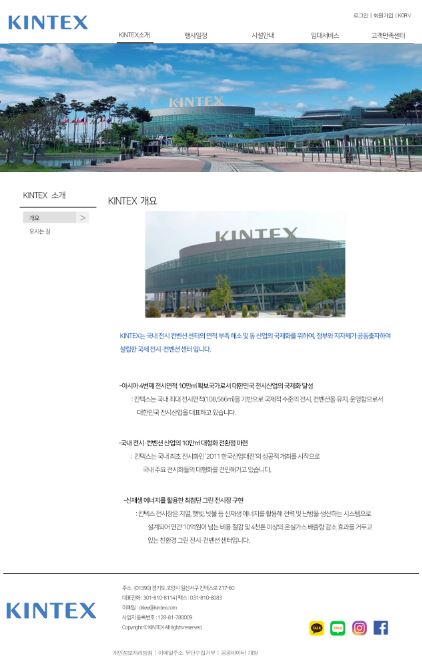 KINTEX
로그인 | 회원가입 | KORV
KINTEX소개 행사일정 시설안내 임대서비스 고객만족센터
KINTEX
KINTEX 소개
KINTEX 개요
개요 >
오시는 길
KINTEX
KINTEX는 국내 전시 컨벤션 센터의 면적 부족 해소 및 동 산업의 국제화를 위하여, 정부와 지자체가 공동출자하여
설립한 국제 전시·컨벤션 센터 입니다.
-아시아 4번째 전시면적 10만㎡ 확보국가로서 대한민국 전시산업의 국제화 달성
: 킨텍스는 국내 최대 전시면적(108,566㎡)을 기반으로 국제적 수준의 전시, 컨벤션을 유치, 운영함으로서
대한민국 전시산업을 대표하고 있습니다.
-국내 전시·컨벤션 산업의 10만㎡ 대형화 전환점 마련
: 킨텍스는 국내 최초 전시회인 '2011 한국산업대전'의 성공적 개최를 시작으로
국내 주요 전시회들의 대형화를 견인하기고 있습니다.
-신재생 에너지를 활용한 최첨단 그린 전시장 구현
: 킨텍스 전시장은 지열, 햇빛, 빗물 등 신재생 에너지를 활용해 전력 및 난방을 생산하는 시스템으로
설계되어 연간 10억원이 넘는 비용 절감 및 4천톤 이상의 온실가스 배출량 감소 효과를 거두고
있는 친환경 그린 전시·컨벤션 센터입니다.
KINTEX
주소 (10390) 경기도 고양시 일산서구 킨텍스로 217-60
대표전화 : 031-810-8114 | 팩스 : 031-810-8083
이메일
사업자 등록번호 : 128-81-
Copyright © KINTEX All rights reserved.
TALK
개인정보처리방침 | 이메일주소 무단수집거부 |